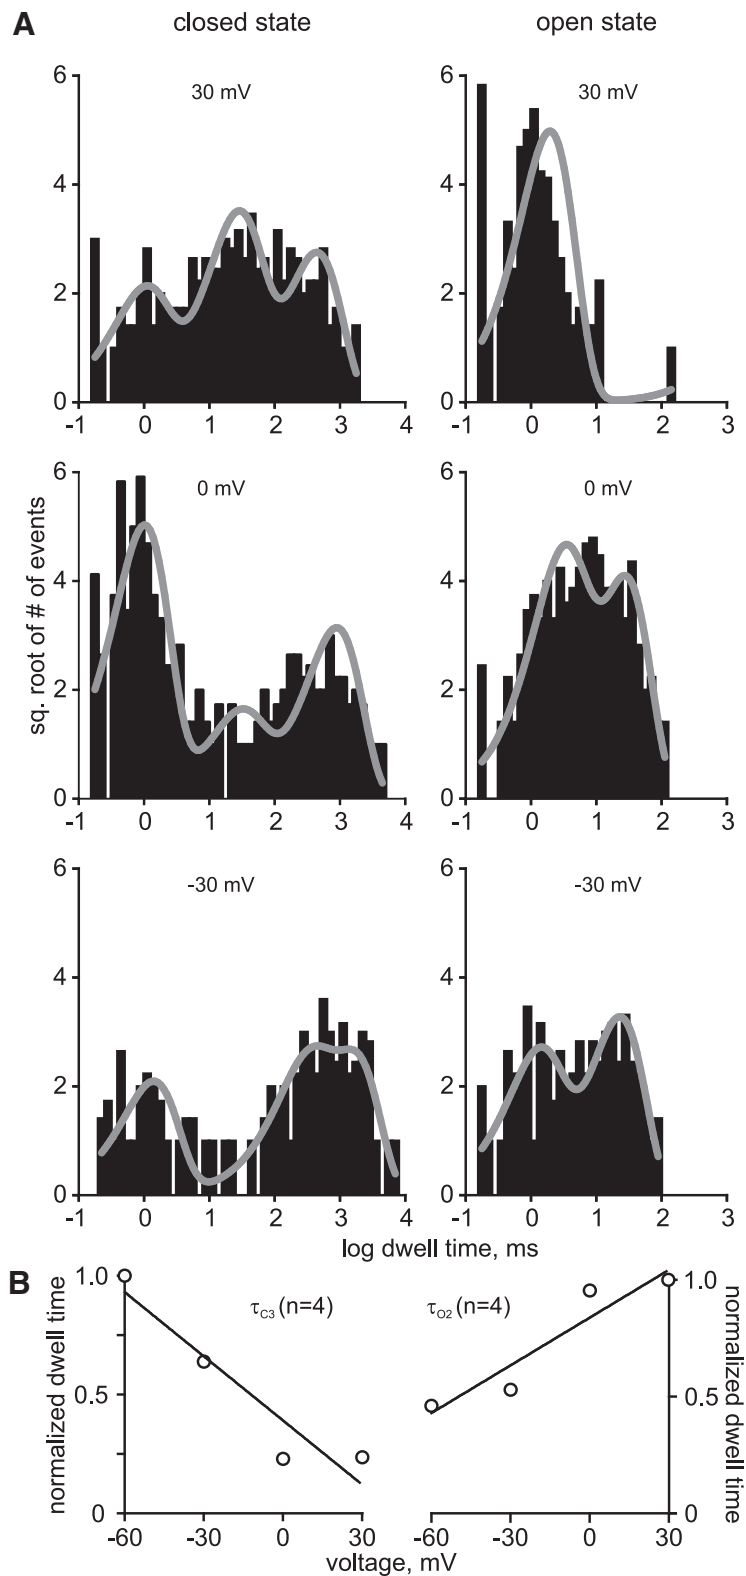 A
closed state
open state
30 mV
30 mV
6
4
2
0
-1 0 1 2 3 4
6
4
2
0
-1 0 1 2 3
sq. root of # of events
0 mV
0 mV
6
4
2
0
-1 0 1 2 3 4
6
4
2
0
-1 0 1 2 3
-30 mV
-30 mV
6
4
2
0
-1 0 1 2 3 4
6
4
2
0
-1 0 1 2 3
log dwell time, ms
B
normalized dwell time
1.0
0.5
0
τC3 (n=4)
-60 -30 0 30
τO2 (n=4)
1.0
0.5
0
-60 -30 0 30
normalized dwell time
voltage, mV